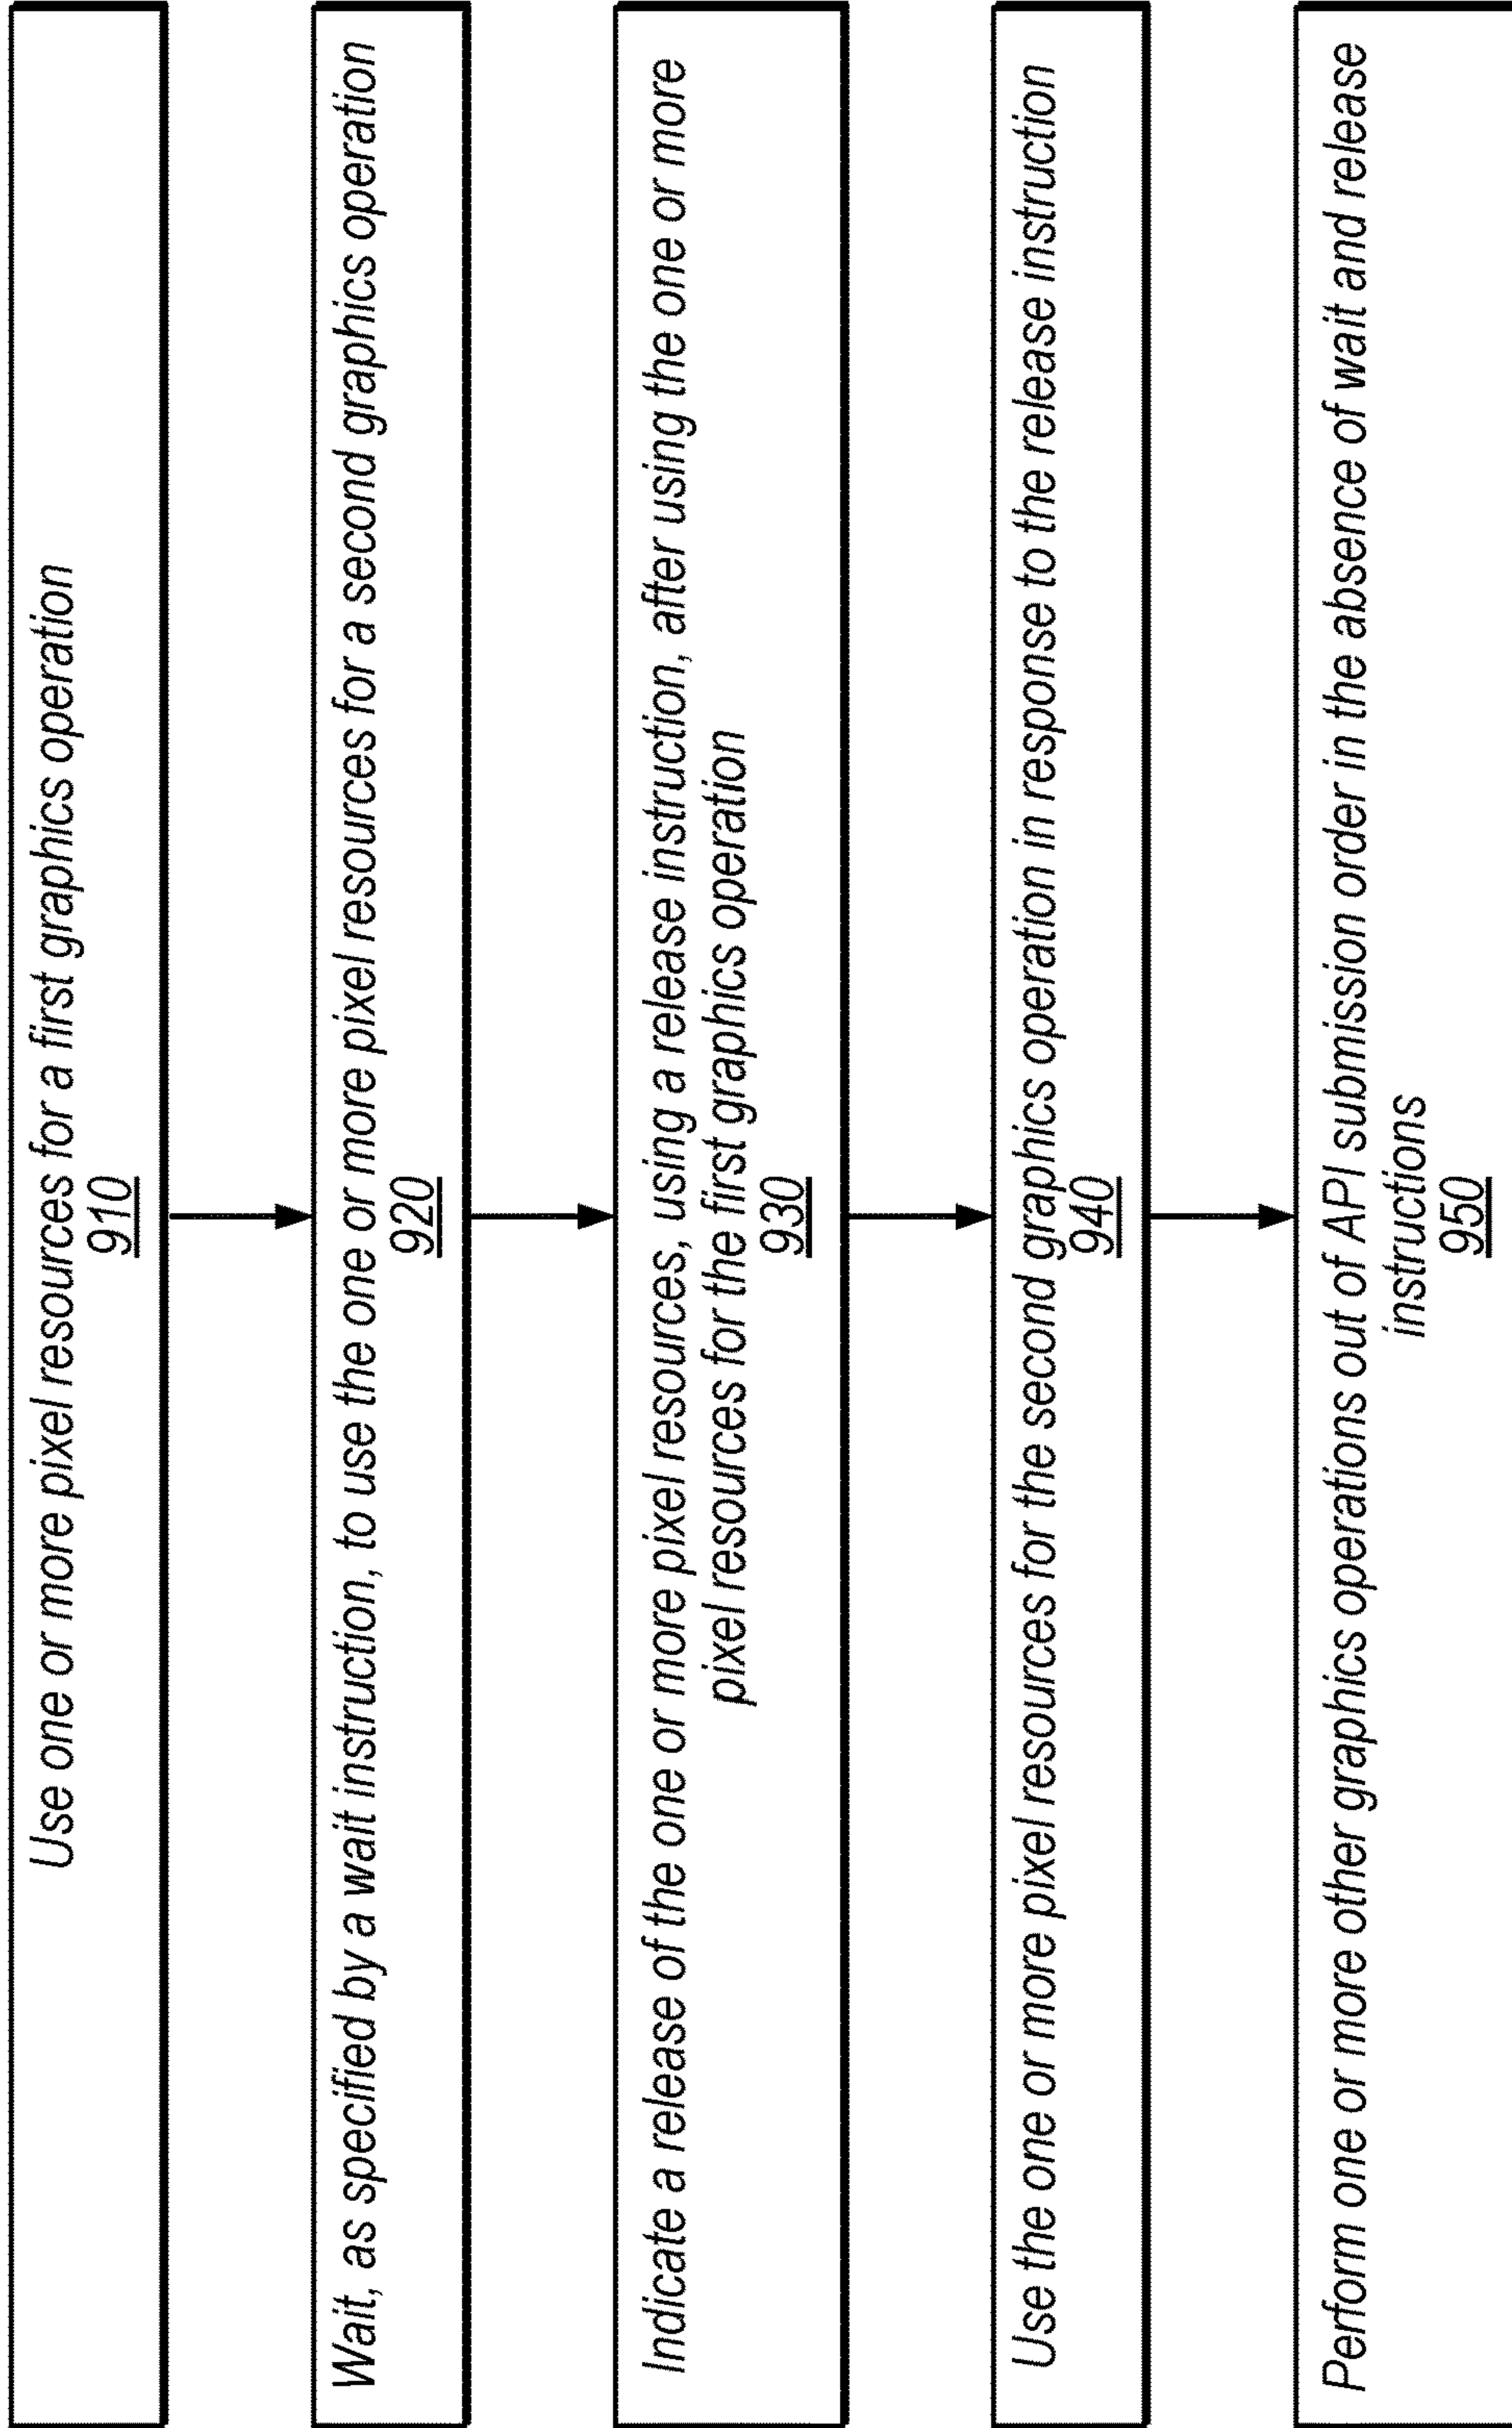 Use one or more pixel resources for a first graphics operation
910
Wait, as specified by a wait instruction, to use the one or more pixel resources for a second graphics operation
920
Indicate a release of the one or more pixel resources, using a release instruction, after using the one or more
pixel resources for the first graphics operation
930
Use the one or more pixel resources for the second graphics operation in response to the release instruction
940
Perform one or more other graphics operations out of API submission order in the absence of wait and release
instructions
950